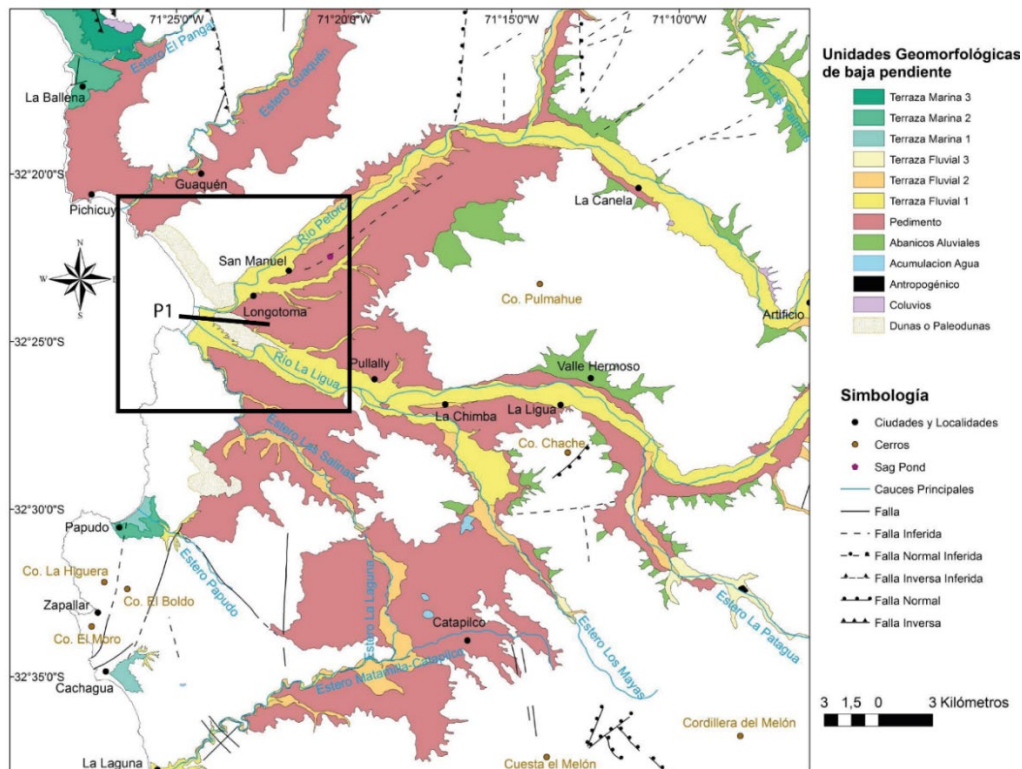 71°25'0"O
71°20'0"O
71°15'0"O
71°10'0"O
Estero El Pangal
Estero Guaquén
Estero Las Palmas
La Ballena
32°20'0"S
Guaquén
Pichicuy
La Canela
Río Petorca
N
W
E
S
San Manuel
Co. Pulmahue
P1
Longotoma
Artificio
32°25'0"S
Río La Ligua
Pullally
Valle Hermoso
La Chimba
La Ligua
Co. Chache
Estero Las Salinas
32°30'0"S
Papudo
Estero Papudo
Co. La Higuera
Co. El Boldo
Zapallar
Co. El Moro
Estero La Laguna
Catapilco
Estero La Patagua
Estero Los Mayas
Estero Matancilla-Catapilco
32°35'0"S
Cachagua
Cordillera del Melón
La Laguna
Cuesta el Melón
Unidades Geomorfológicas
de baja pendiente
Terraza Marina 3
Terraza Marina 2
Terraza Marina 1
Terraza Fluvial 3
Terraza Fluvial 2
Terraza Fluvial 1
Pedimento
Abanicos Aluviales
Acumulacion Agua
Antropogénico
Coluvios
Dunas o Paleodunas
Simbología
Ciudades y Localidades
Cerros
Sag Pond
Cauces Principales
Falla
Falla Inferida
Falla Normal Inferida
Falla Inversa Inferida
Falla Normal
Falla Inversa
3 1,5 0 3 Kilómetros